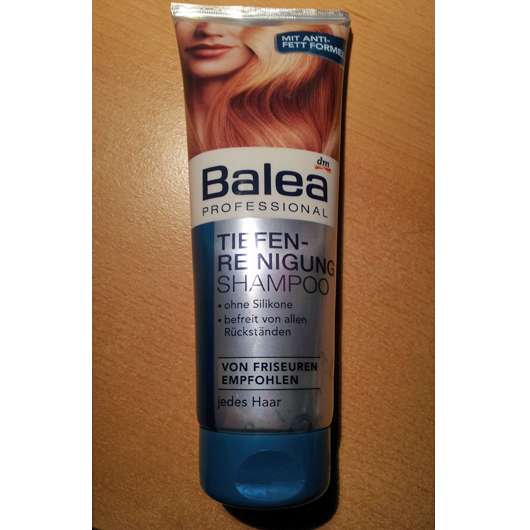 MIT ANTI-
FETT FORMEL
dm
Balea
PROFESSIONAL
TIEFEN-
REINIGUNG
SHAMPOO
• ohne Silikone
• befreit von allen
Rückständen
VON FRISEUREN
EMPFOHLEN
jedes Haar